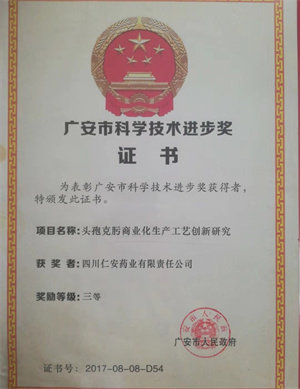 广安市科学技术进步奖
证书
为表彰广安市科学技术进步奖获得者,
特颁发此证书。
项目名称:头孢克肟商业化生产工艺创新研究
获奖者:四川仁安药业有限责任公司
奖励等级:三等
广安市人民政府
证书号:2017-08-08-D54